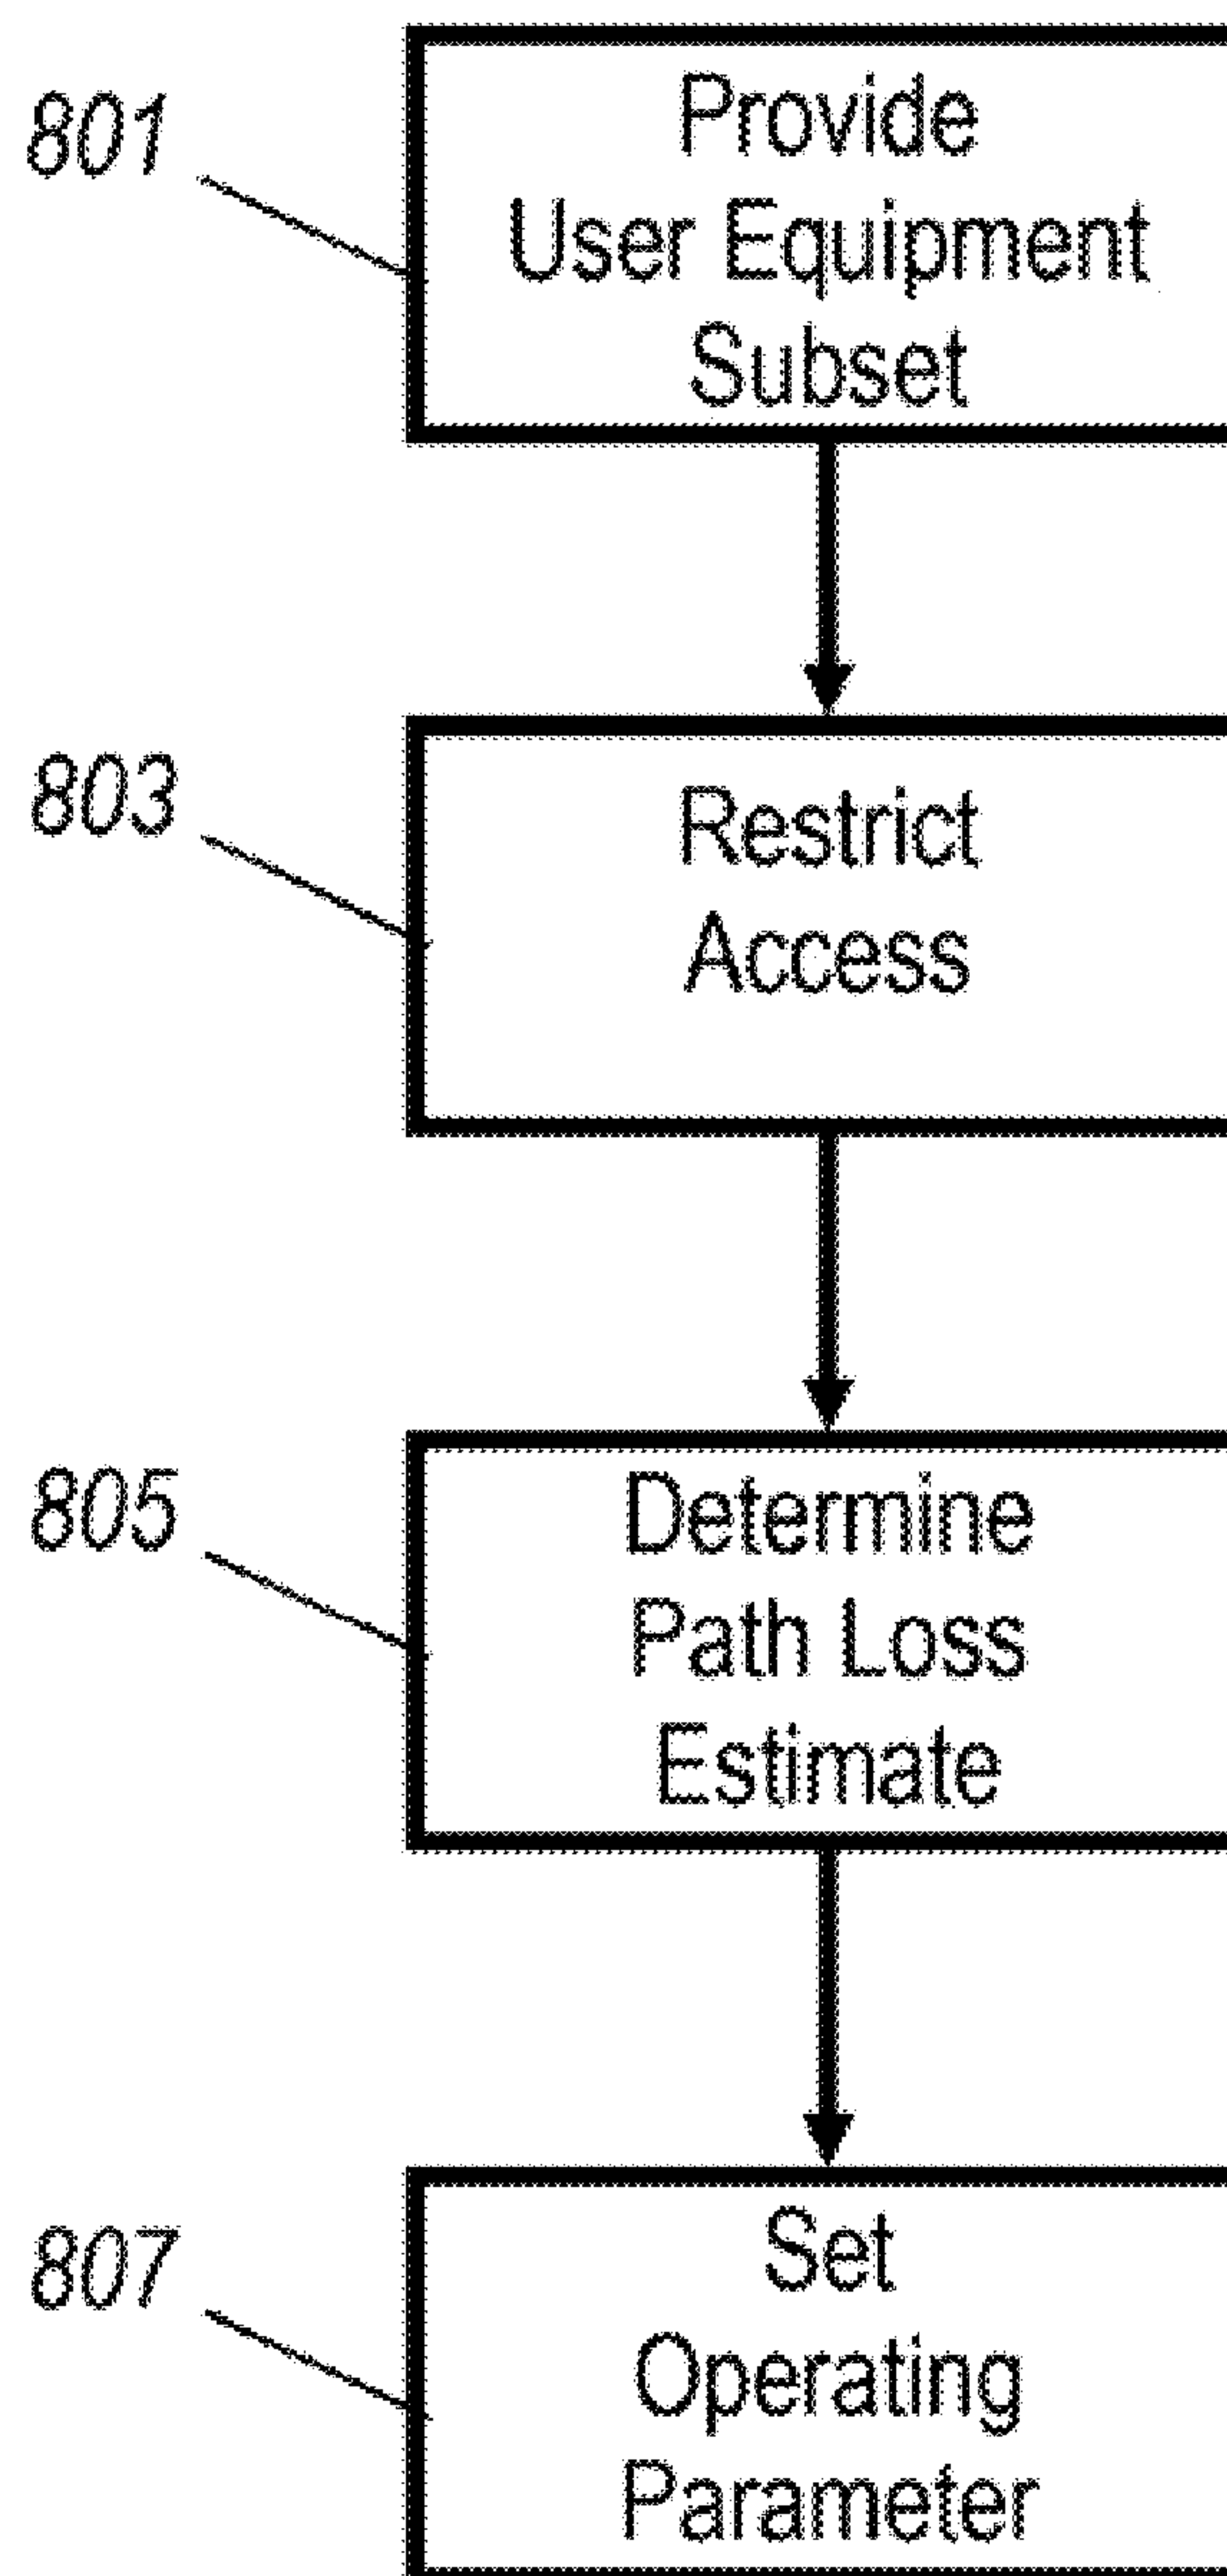 801
Provide
User Equipment
Subset
803
Restrict
Access
805
Determine
Path Loss
Estimate
807
Set
Operating
Parameter